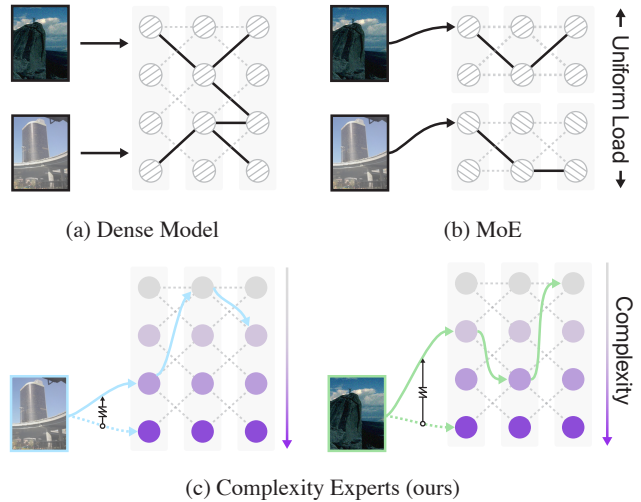 Uniform Load
(a) Dense Model
(b) MoE
Complexity
(c) Complexity Experts (ours)